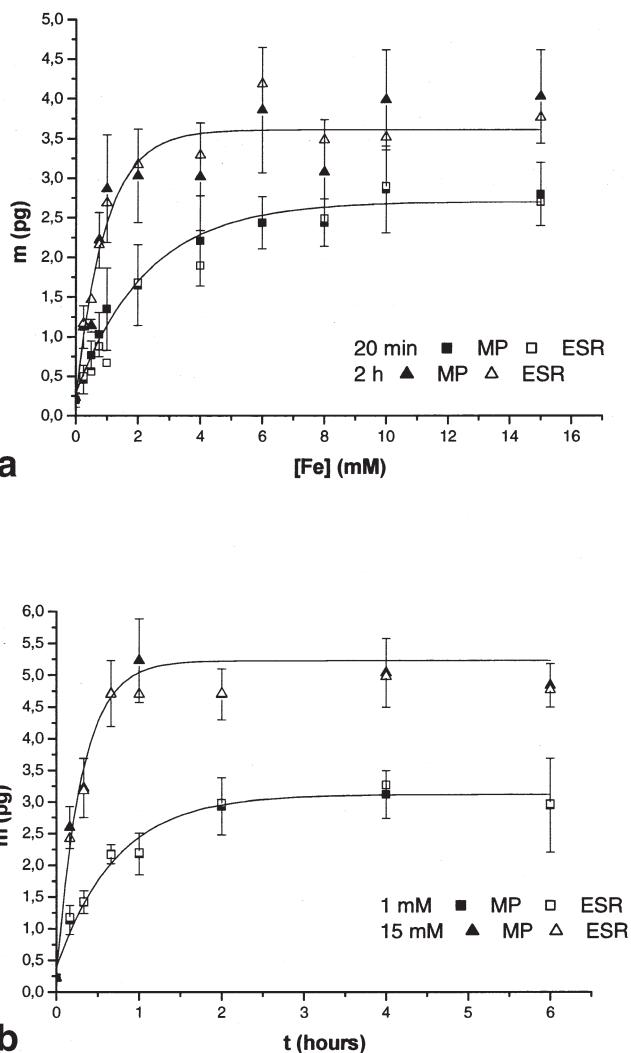 5,0
4,5
4,0
3,5
3,0
2,5
2,0
1,5
1,0
0,5
0,0
m (pg)
20 min ■ MP □ ESR
2 h ▲ MP △ ESR
0 2 4 6 8 10 12 14 16
[Fe] (mM)
a
6,0
5,5
5,0
4,5
4,0
3,5
3,0
2,5
2,0
1,5
1,0
0,5
0,0
m (pg)
1 mM ■ MP □ ESR
15 mM ▲ MP △ ESR
0 1 2 3 4 5 6
t (hours)
b